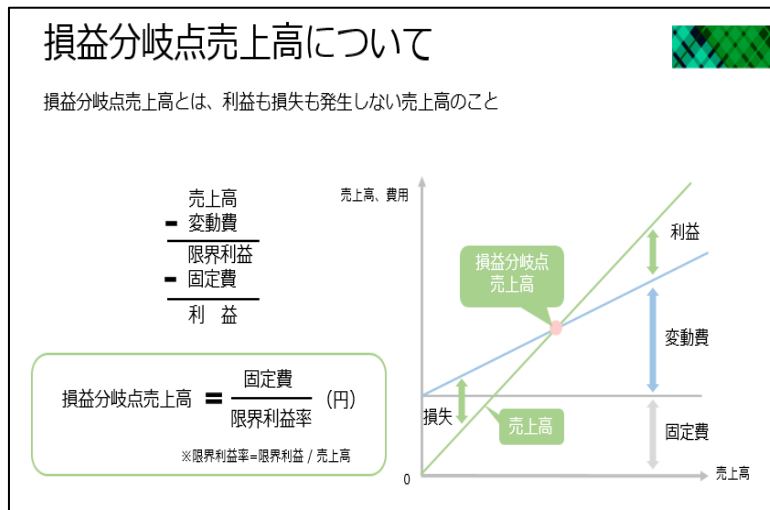 損益分岐点売上高について
損益分岐点売上高とは、利益も損失も発生しない売上高のこと
売上高
- 変動費
限界利益
- 固定費
利　益
損益分岐点売上高 = 固定費 / 限界利益率 (円)
※限界利益率=限界利益 / 売上高
売上高、費用
利益
損益分岐点
売上高
変動費
損失
売上高
固定費
0
売上高